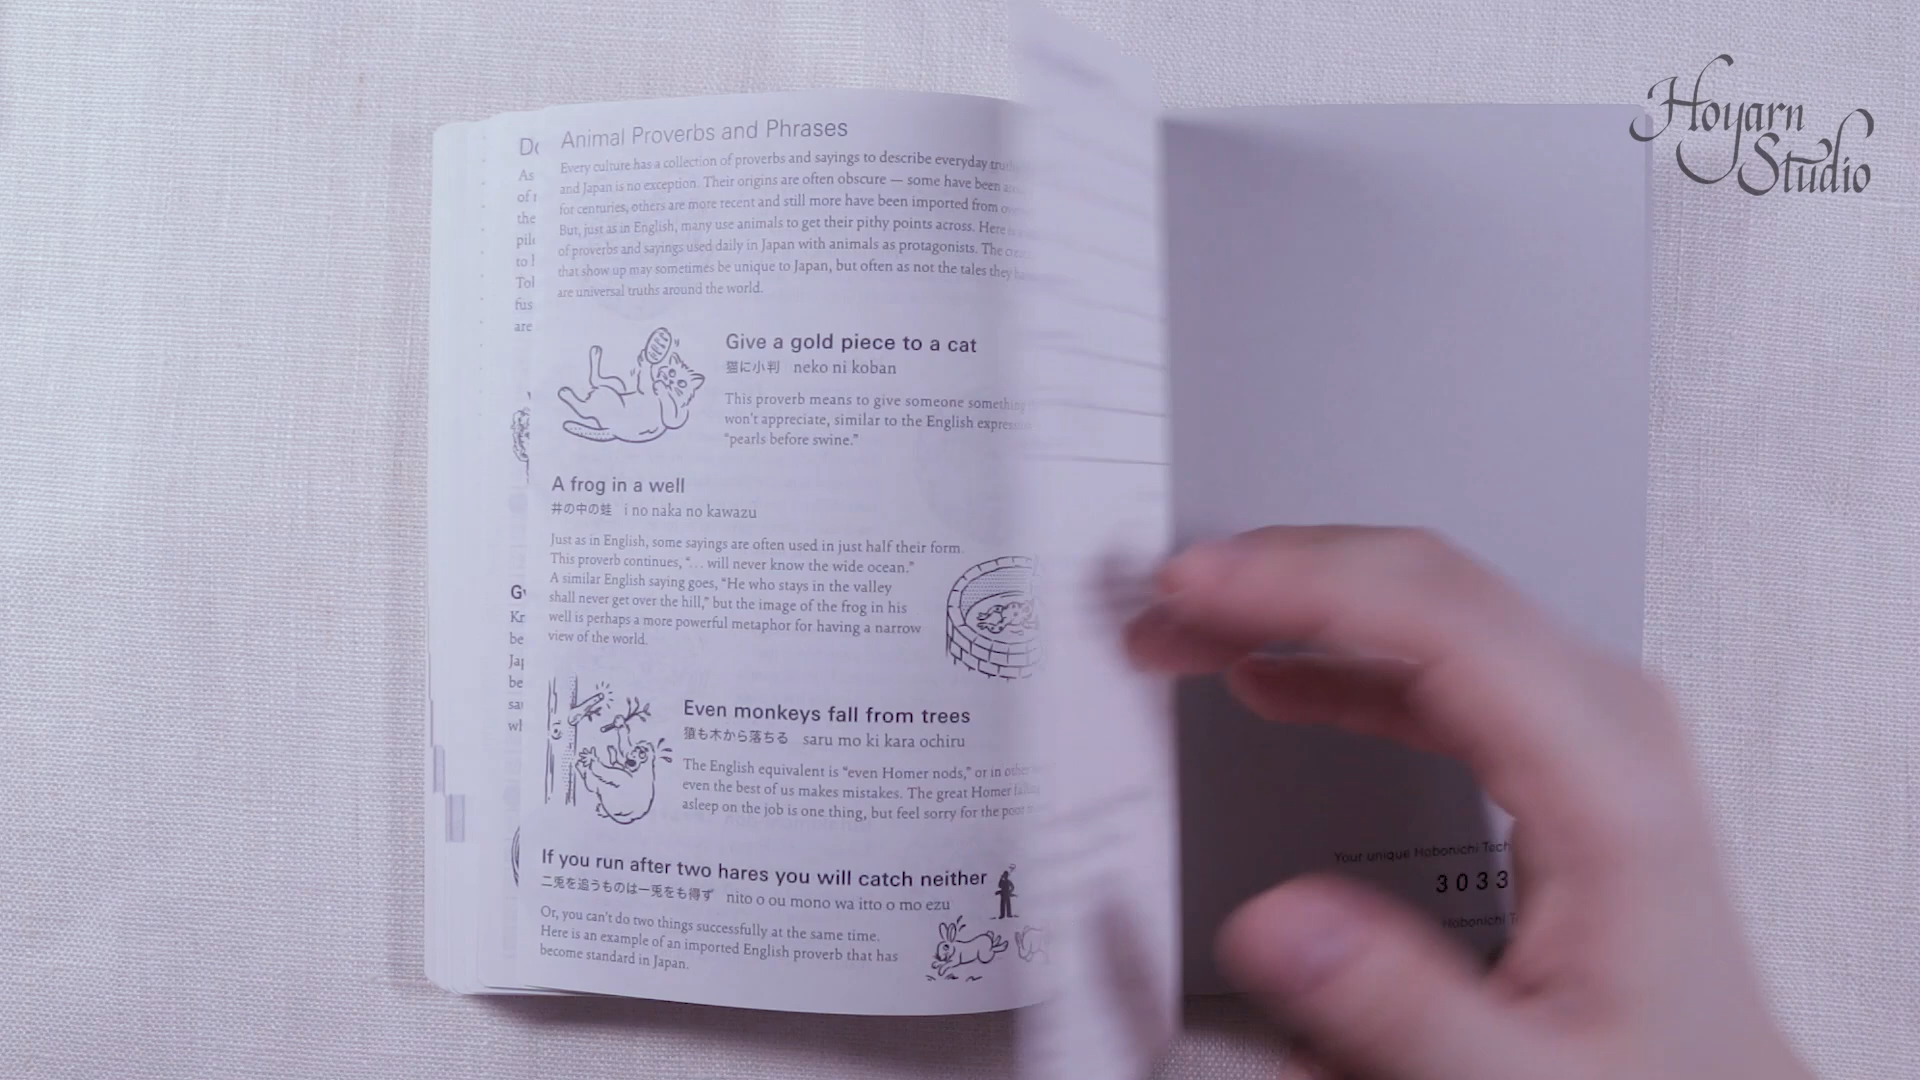 Hoyarn
Studio
Animal Proverbs and Phrases
Every culture has a collection of proverbs and sayings to describe everyday
and Japan is no exception. Their origins are often obscure — some have been
for centuries, others are more recent and still more have been imported from
But, just as in English, many use animals to get their pithy points across. Here
of proverbs and sayings used daily in Japan with animals as protagonists. The
that show up may sometimes be unique to Japan, but often as not the tales they
are universal truths around the world.
Give a gold piece to a cat
猫に小判 neko ni koban
This proverb means to give someone something
won't appreciate, similar to the English
"pearls before swine."
A frog in a well
井の中の蛙 i no naka no kawazu
Just as in English, some sayings are often used in just half their form.
This proverb continues, "... will never know the wide ocean."
A similar English saying goes, "He who stays in the valley
shall never get over the hill," but the image of the frog in his
well is perhaps a more powerful metaphor for having a narrow
view of the world.
Even monkeys fall from trees
猿も木から落ちる saru mo ki kara ochiru
The English equivalent is "even Homer nods," or in other
even the best of us makes mistakes. The great Homer
asleep on the job is one thing, but feel sorry for the poor
If you run after two hares you will catch neither
二兎を追うものは一兎をも得ず nito o ou mono wa itto o mo ezu
Or, you can't do two things successfully at the same time.
Here is an example of an imported English proverb that has
become standard in Japan.
As
of
the
to
are
be
be
Your unique Hobonichi Tech
3033
Hobonichi